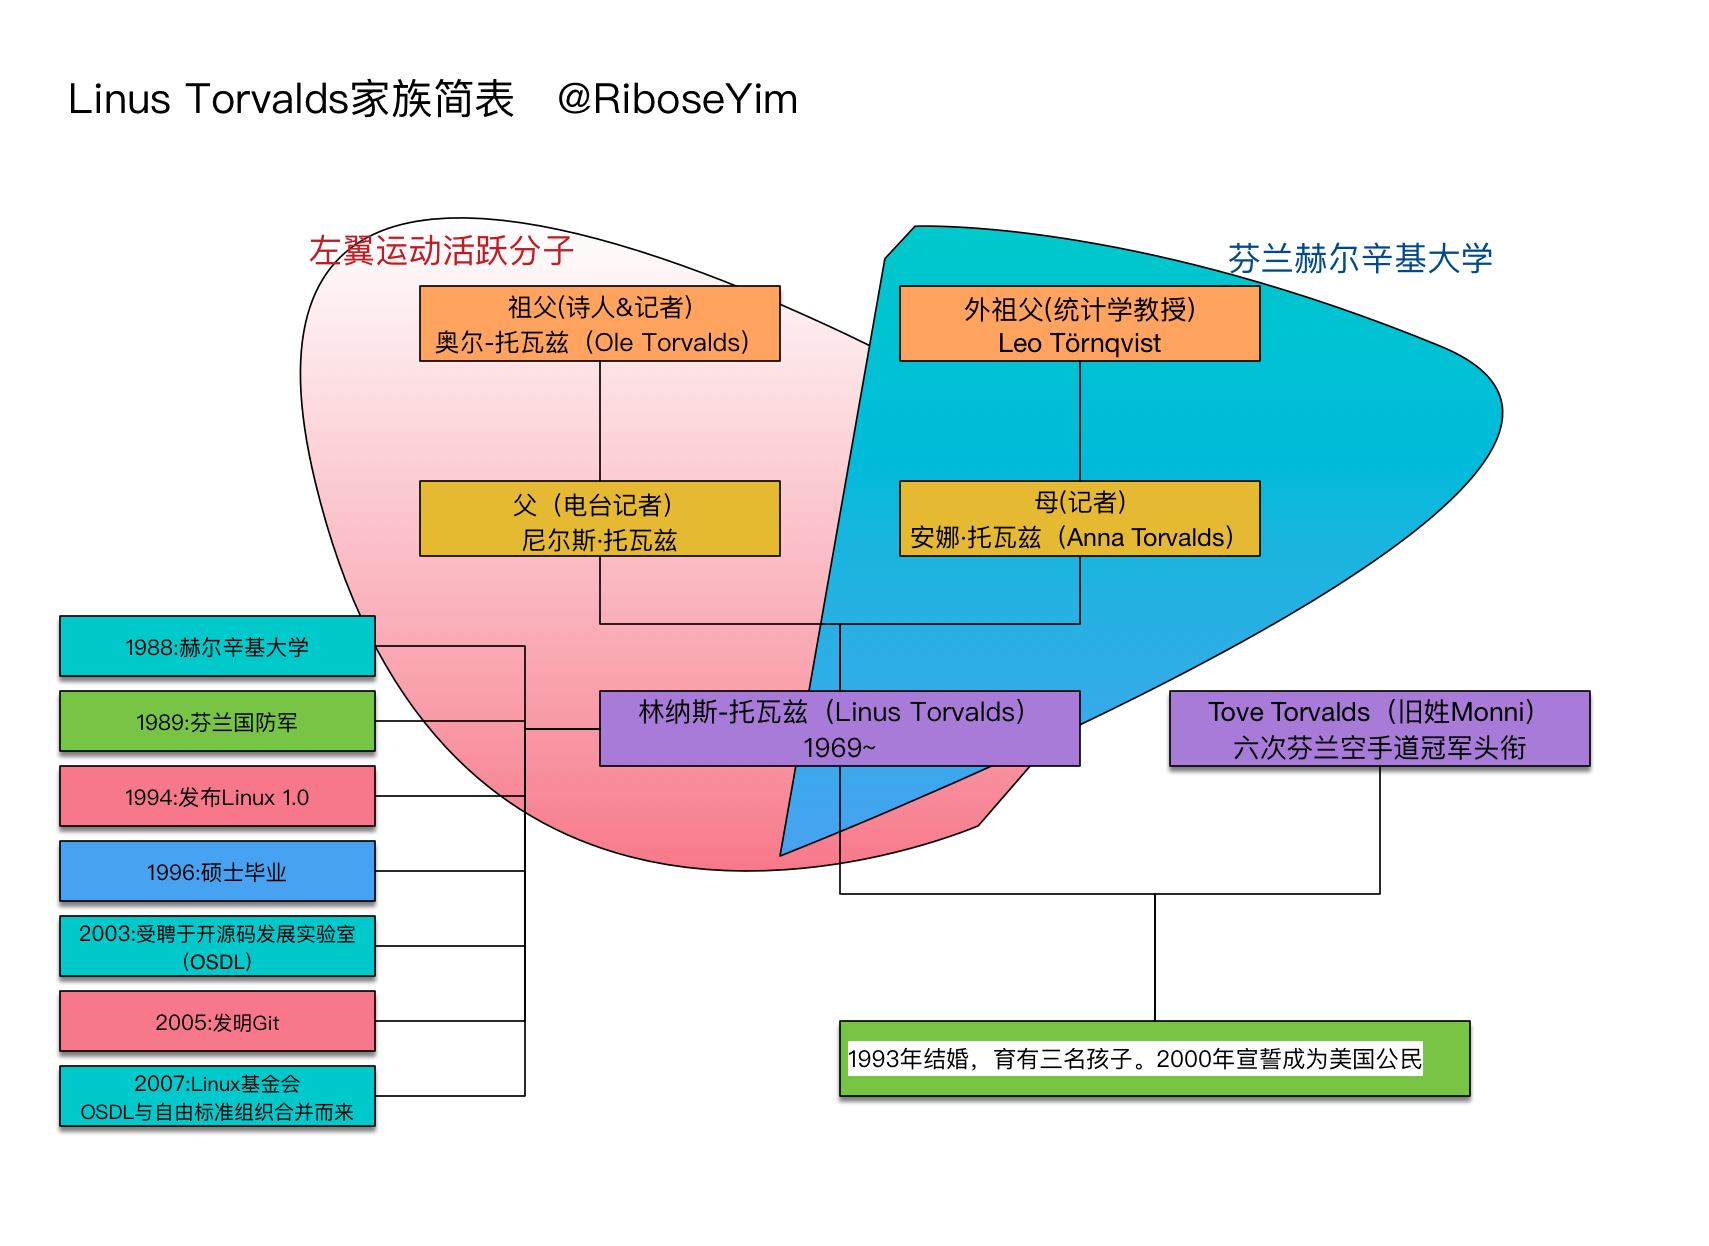 Linus Torvalds家族简表 @RiboseYim
左翼运动活跃分子
芬兰赫尔辛基大学
祖父(诗人&记者)
奥尔-托瓦兹（Ole Torvalds）
外祖父(统计学教授)
Leo Törnqvist
父（电台记者）
尼尔斯·托瓦兹
母(记者)
安娜·托瓦兹（Anna Torvalds）
林纳斯-托瓦兹（Linus Torvalds）
1969~
Tove Torvalds（旧姓Monni）
六次芬兰空手道冠军头衔
1988:赫尔辛基大学
1989:芬兰国防军
1994:发布Linux 1.0
1996:硕士毕业
2003:受聘于开源码发展实验室
（OSDL）
2005:发明Git
2007:Linux基金会
OSDL与自由标准组织合并而来
1993年结婚，育有三名孩子。2000年宣誓成为美国公民